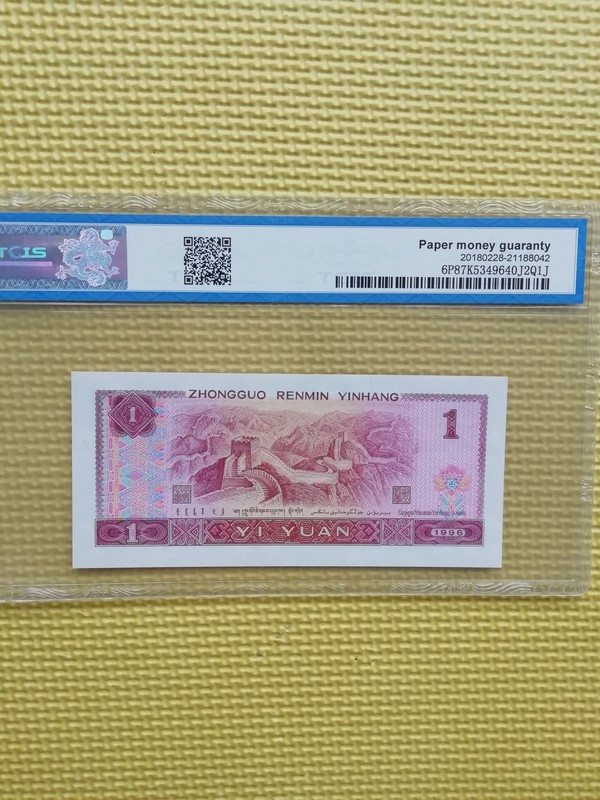 Paper money guaranty
20180228-21188042
6P87K5349640J2Q1J
ZHONGGUO RENMIN YINHANG
1
1
1
YI YUAN
1996